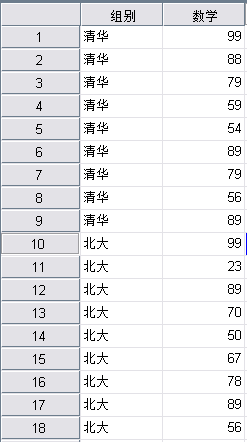 组别 数学
1 清华 99
2 清华 88
3 清华 79
4 清华 59
5 清华 54
6 清华 89
7 清华 79
8 清华 56
9 清华 89
10 北大 99
11 北大 23
12 北大 89
13 北大 70
14 北大 50
15 北大 67
16 北大 78
17 北大 89
18 北大 56